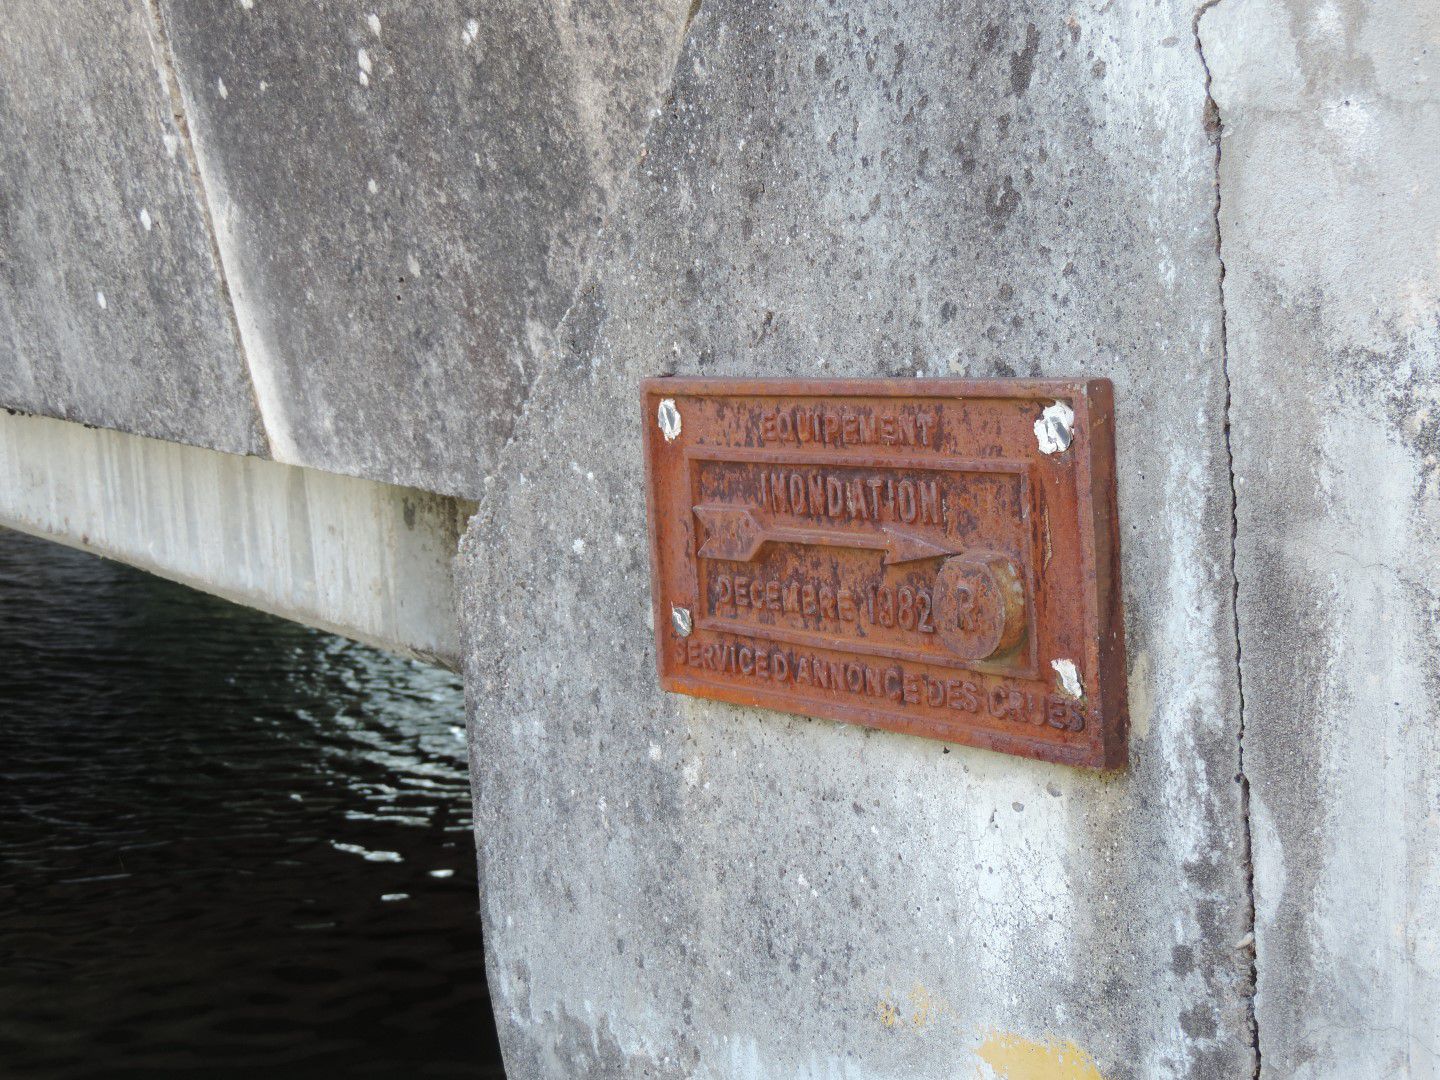 EQUIPEMENT
INONDATION
DECEMBRE 1982 R
SERVICE D'ANNONCE DES CRUES